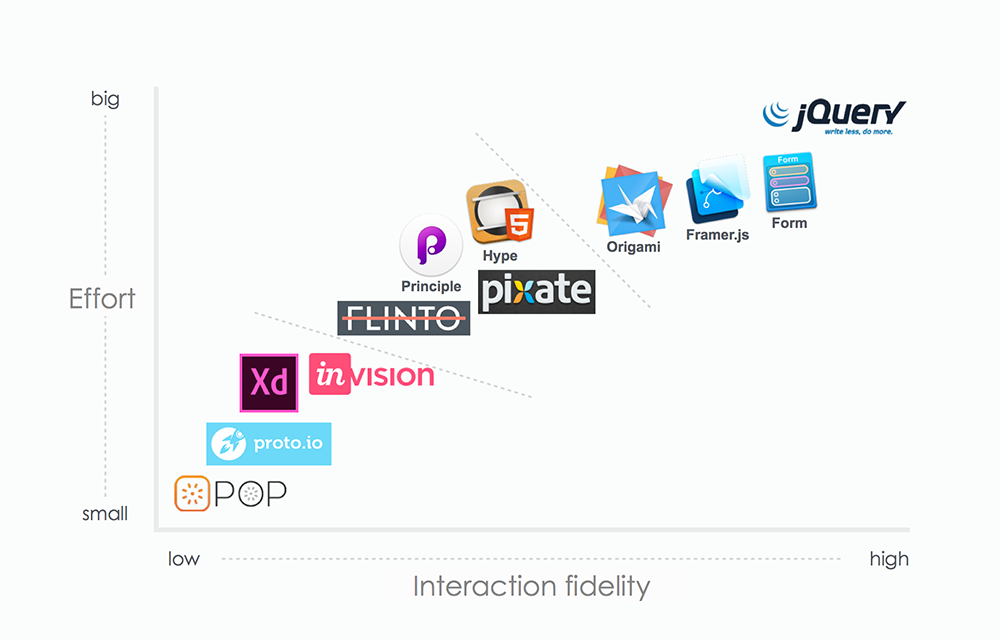 big
jQuery
write less, do more.
Form
Form
Framer.js
Origami
5
Hype
Principle
pixate
Effort
FLINTO
Xd
invision
proto.io
POP
small
low
high
Interaction fidelity